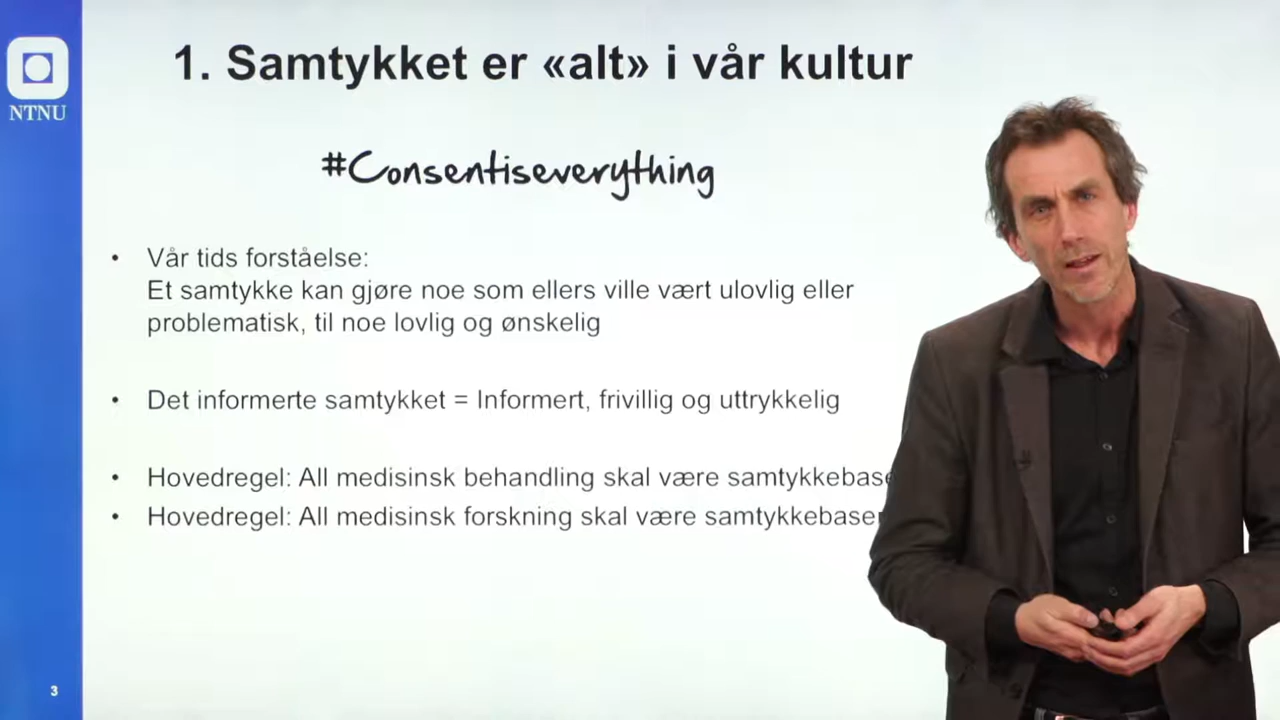 1. Samtykket er «alt» i vår kultur
NTNU
#Consentiseverything
• Vår tids forståelse:
Et samtykke kan gjøre noe som ellers ville vært ulovlig eller
problematisk, til noe lovlig og ønskelig
• Det informerte samtykket = Informert, frivillig og uttrykkelig
• Hovedregel: All medisinsk behandling skal være
• Hovedregel: All medisinsk forskning skal være
3